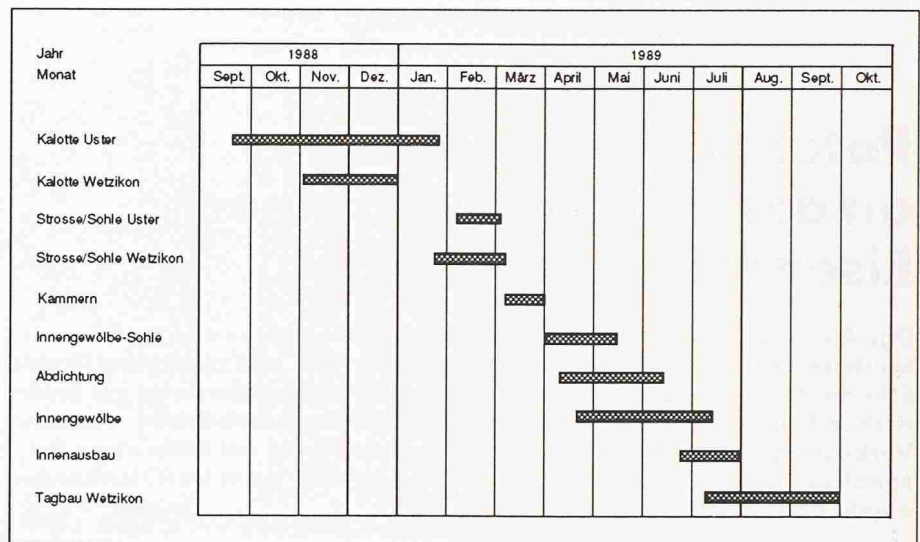 Jahr 1988 1989
Monat Sept. Okt. Nov. Dez. Jan. Feb. März April Mai Juni Juli Aug. Sept. Okt.
Kalotte Uster
Kalotte Wetzikon
Strosse/Sohle Uster
Strosse/Sohle Wetzikon
Kammern
Innengewölbe-Sohle
Abdichtung
Innengewölbe
Innenausbau
Tagbau Wetzikon